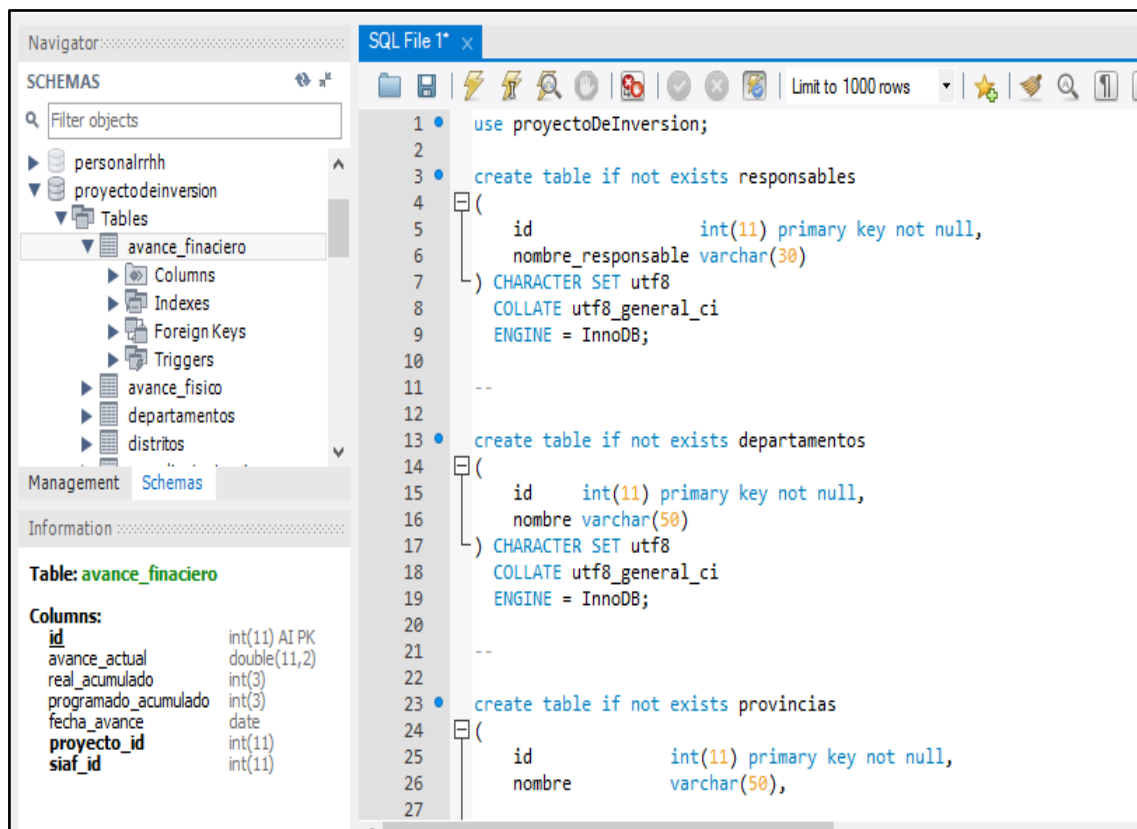 Navigator
SCHEMAS
Filter objects
personalrrhh
proyectodeinversion
Tables
avance_finaciero
Columns
Indexes
Foreign Keys
Triggers
avance_fisico
departamentos
distritos
Management Schemas
Information
Table: avance_finaciero
Columns:
id int(11) AI PK
avance_actual double(11,2)
real_acumulado int(3)
programado_acumulado int(3)
fecha_avance date
proyecto_id int(11)
siaf_id int(11)
SQL File 1*
Limit to 1000 rows
1 use proyectoDeInversion;
2
3 create table if not exists responsables
4 (
5 id int(11) primary key not null,
6 nombre_responsable varchar(30)
7 ) CHARACTER SET utf8
8 COLLATE utf8_general_ci
9 ENGINE = InnoDB;
10
11 --
12
13 create table if not exists departamentos
14 (
15 id int(11) primary key not null,
16 nombre varchar(50)
17 ) CHARACTER SET utf8
18 COLLATE utf8_general_ci
19 ENGINE = InnoDB;
20
21 --
22
23 create table if not exists provincias
24 (
25 id int(11) primary key not null,
26 nombre varchar(50),
27